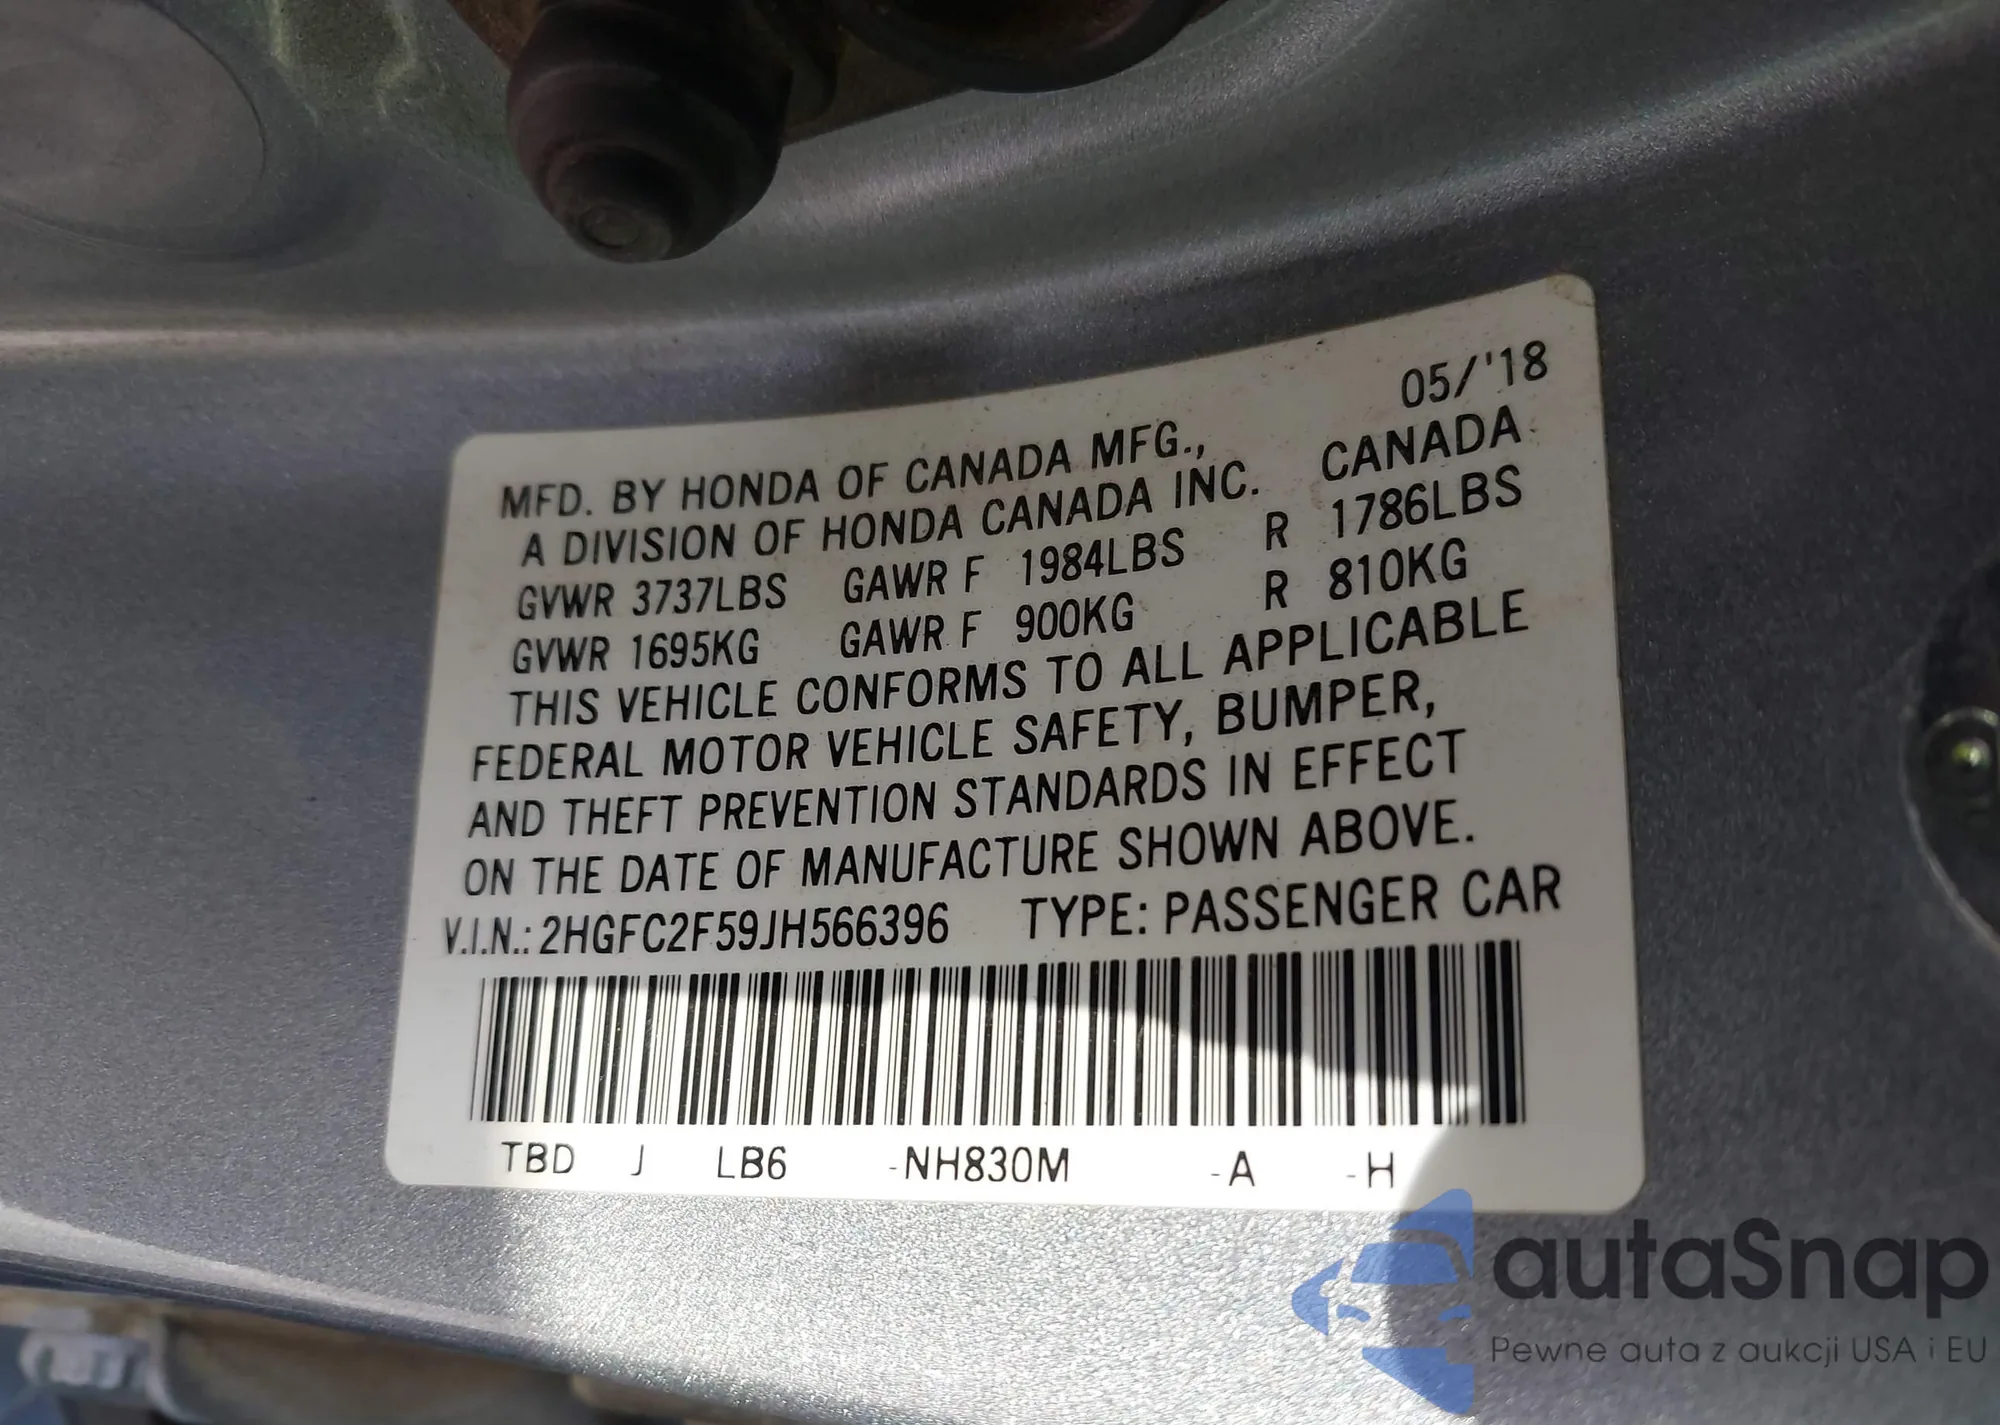 05/'18
MFD. BY HONDA OF CANADA MFG.,
A DIVISION OF HONDA CANADA INC. CANADA
GVWR 3737LBS GAWR F 1984LBS R 1786LBS
GVWR 1695KG GAWR F 900KG R 810KG
THIS VEHICLE CONFORMS TO ALL APPLICABLE
FEDERAL MOTOR VEHICLE SAFETY, BUMPER,
AND THEFT PREVENTION STANDARDS IN EFFECT
ON THE DATE OF MANUFACTURE SHOWN ABOVE.
V.I.N.: 2HGFC2F59JH566396 TYPE: PASSENGER CAR
TBD J LB6 -NH830M -A -H
autaSnap
Pewne auta z aukcji USA i EU